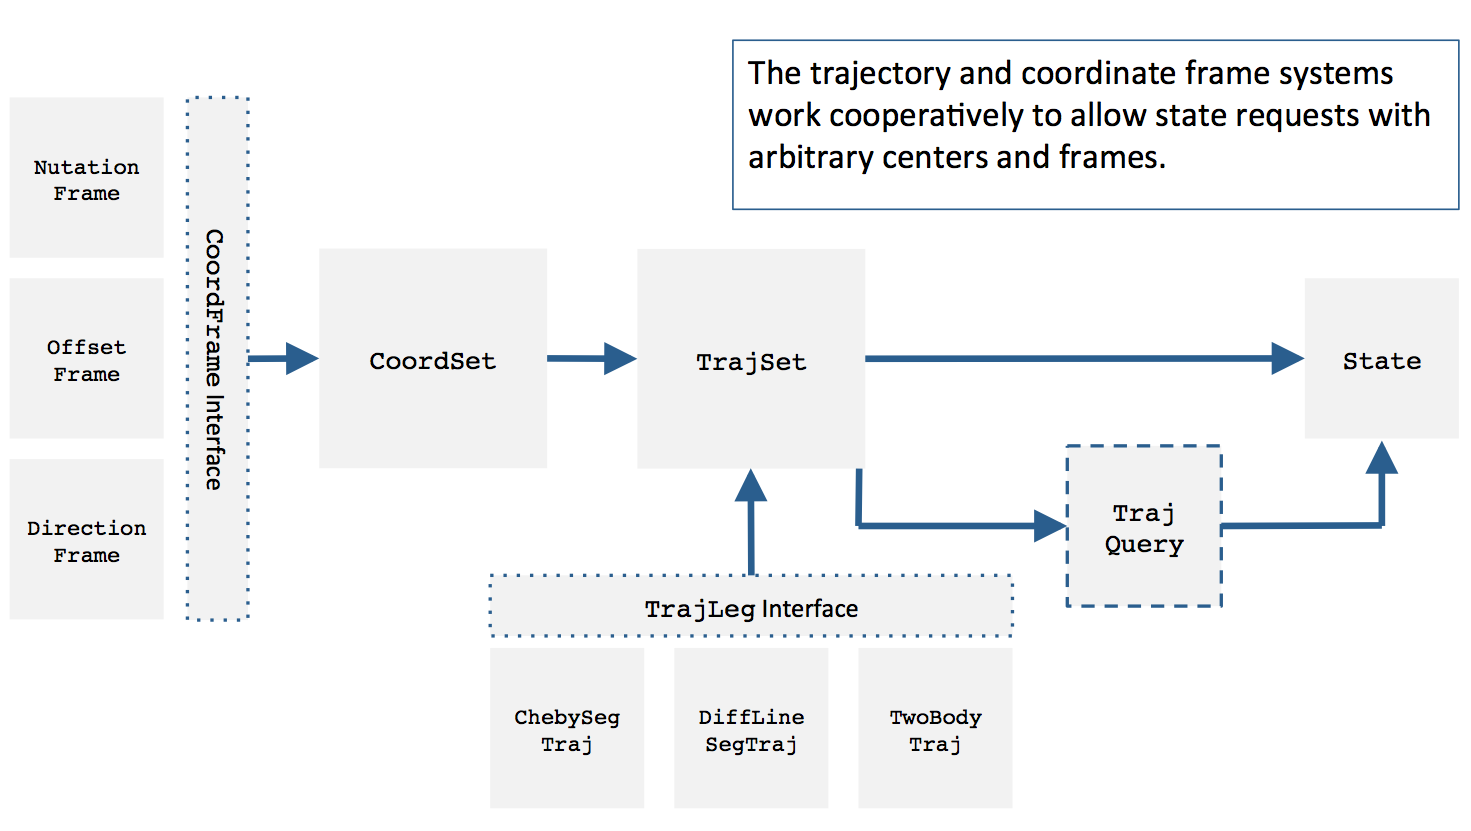 The trajectory and coordinate frame systems
work cooperatively to allow state requests with
arbitrary centers and frames.
Nutation
Frame
Offset
Frame
Direction
Frame
CoordFrame Interface
CoordSet
TrajSet
State
Traj
Query
TrajLeg Interface
ChebySeg
Traj
DiffLine
SegTraj
TwoBody
Traj